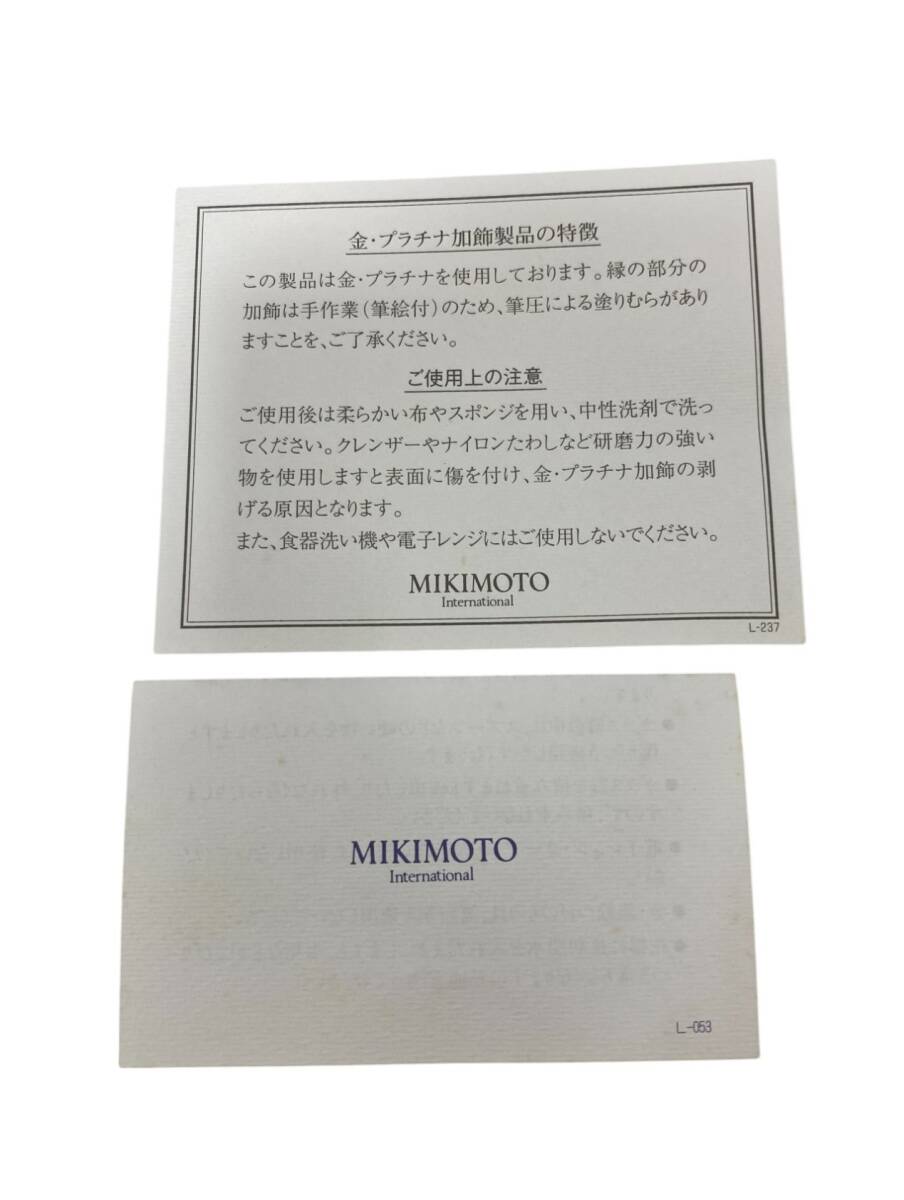 金・プラチナ加飾製品の特徴
この製品は金・プラチナを使用しております。縁の部分の
加飾は手作業(筆絵付)のため、筆圧による塗りむらがあり
ますことを、ご了承ください。
ご使用上の注意
ご使用後は柔らかい布やスポンジを用い、中性洗剤で洗っ
てください。クレンザーやナイロンたわしなど研磨力の強い
物を使用しますと表面に傷を付け、金・プラチナ加飾の剥
げる原因となります。
また、食器洗い機や電子レンジにはご使用しないでください。
MIKIMOTO
International
L-237
MIKIMOTO
International
L-053